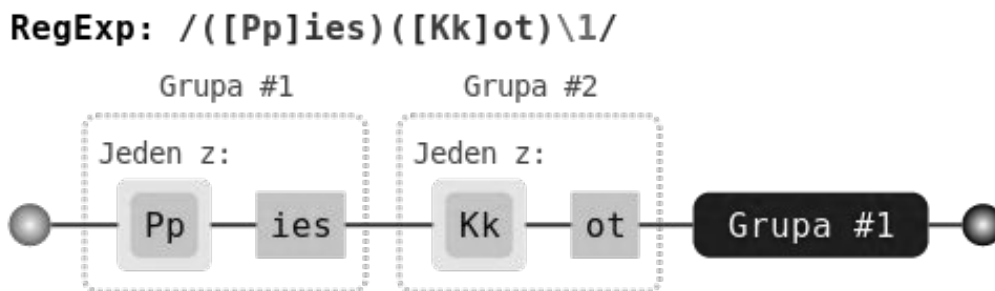 RegExp: /([Pp]ies)([Kk]ot)\1/
Grupa #1 Grupa #2
Jeden z: Jeden z:
Pp ies Kk ot Grupa #1